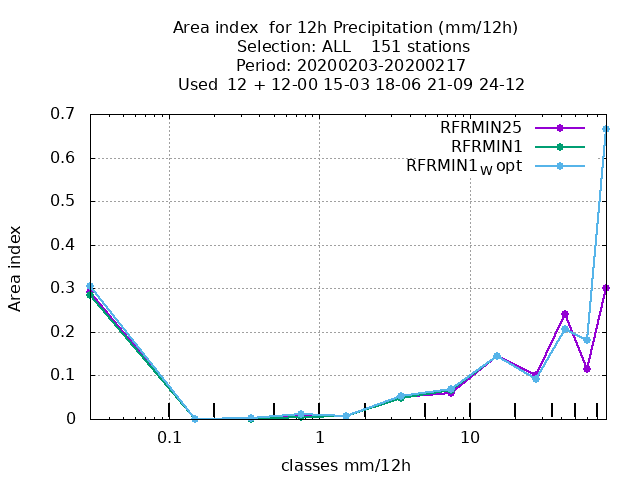 Area index  for 12h Precipitation (mm/12h)
Selection: ALL    151 stations
Period: 20200203-20200217
Used  12 + 12-00 15-03 18-06 21-09 24-12
RFRMIN25
RFRMIN1
RFRMIN1W opt
0.7
0.6
0.5
0.4
0.3
0.2
0.1
0
Area index
0.1 1 10
classes mm/12h